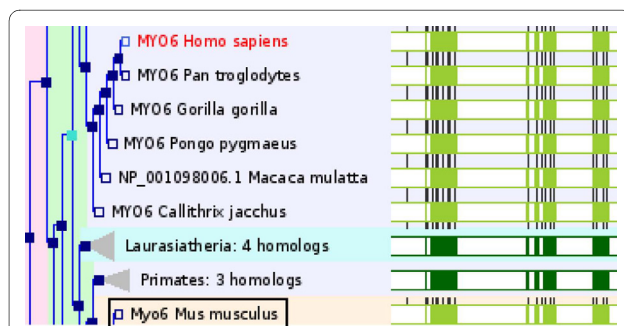 MYO6 Homo sapiens
MYO6 Pan troglodytes
MYO6 Gorilla gorilla
MYO6 Pongo pygmaeus
NP_001098006.1 Macaca mulatta
MYO6 Callithrix jacchus
Laurasiatheria: 4 homologs
Primates: 3 homologs
Myo6 Mus musculus